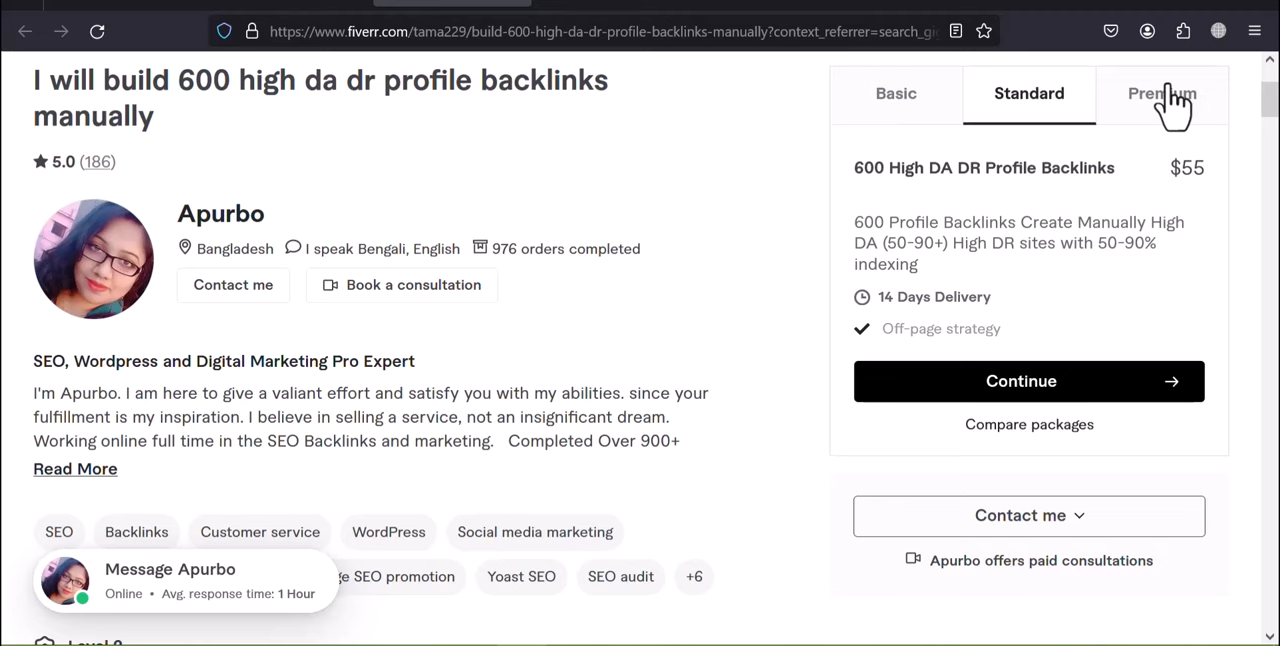 https://www.fiverr.com/tama229/build-600-high-da-dr-profile-backlinks-manually?context_referrer=search_gi
I will build 600 high da dr profile backlinks
manually
5.0 (186)
Apurbo
Bangladesh I speak Bengali, English 976 orders completed
Contact me Book a consultation
SEO, Wordpress and Digital Marketing Pro Expert
I'm Apurbo. I am here to give a valiant effort and satisfy you with my abilities. since your
fulfillment is my inspiration. I believe in selling a service, not an insignificant dream.
Working online full time in the SEO Backlinks and marketing. Completed Over 900+
Read More
SEO Backlinks Customer service WordPress Social media marketing
SEO promotion Yoast SEO SEO audit +6
Message Apurbo
Online • Avg. response time: 1 Hour
Basic Standard Premium
600 High DA DR Profile Backlinks $55
600 Profile Backlinks Create Manually High
DA (50-90+) High DR sites with 50-90%
indexing
14 Days Delivery
Off-page strategy
Continue
Compare packages
Contact me
Apurbo offers paid consultations